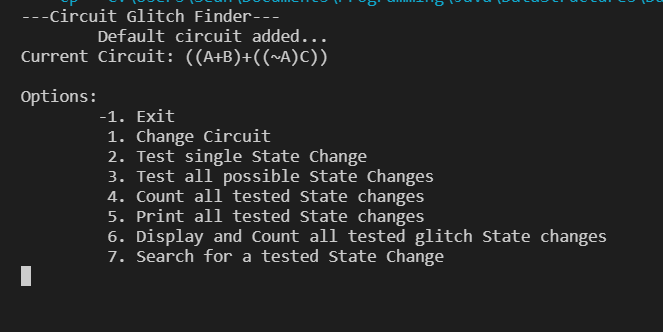 ---Circuit Glitch Finder---
Default circuit added...
Current Circuit: ((A+B)+((~A)C))
Options:
-1. Exit
1. Change Circuit
2. Test single State Change
3. Test all possible State Changes
4. Count all tested State changes
5. Print all tested State changes
6. Display and Count all tested glitch State changes
7. Search for a tested State Change